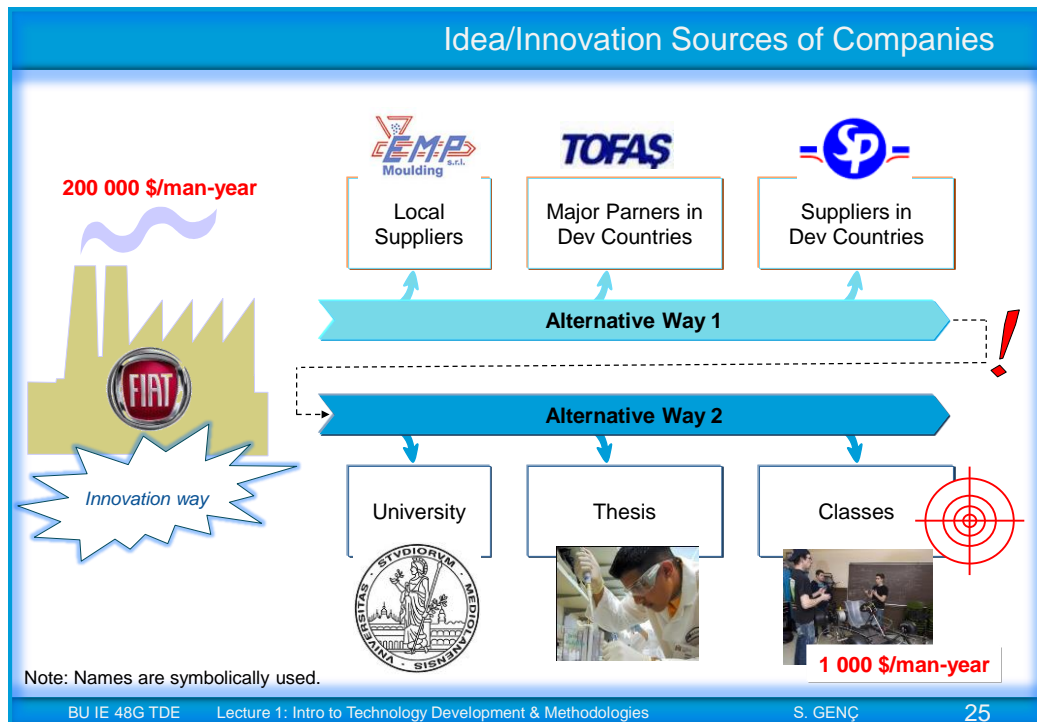 Idea/Innovation Sources of Companies
EMP
s.r.l.
Moulding
TOFAŞ
SP
200 000 $/man-year
Local
Suppliers
Major Parners in
Dev Countries
Suppliers in
Dev Countries
Alternative Way 1
!
FIAT
Alternative Way 2
Innovation way
University
Thesis
Classes
VNIVERSITAS · STVDIORVM · MEDIOLANENSIS
1 000 $/man-year
Note: Names are symbolically used.
BU IE 48G TDE Lecture 1: Intro to Technology Development & Methodologies S. GENÇ 25